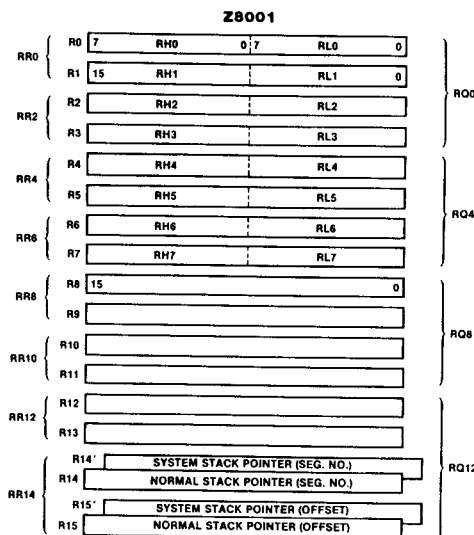 Z8001
RR0 R0 7 RH0 0 7 RL0 0 RQ0
R1 15 RH1 RL1 0
RR2 R2 RH2 RL2
R3 RH3 RL3
RR4 R4 RH4 RL4 RQ4
R5 RH5 RL5
RR6 R6 RH6 RL6
R7 RH7 RL7
RR8 R8 15 0 RQ8
R9
RR10 R10
R11
RR12 R12 RQ12
R13
RR14 R14' SYSTEM STACK POINTER (SEG. NO.)
R14 NORMAL STACK POINTER (SEG. NO.)
R15' SYSTEM STACK POINTER (OFFSET)
R15 NORMAL STACK POINTER (OFFSET)